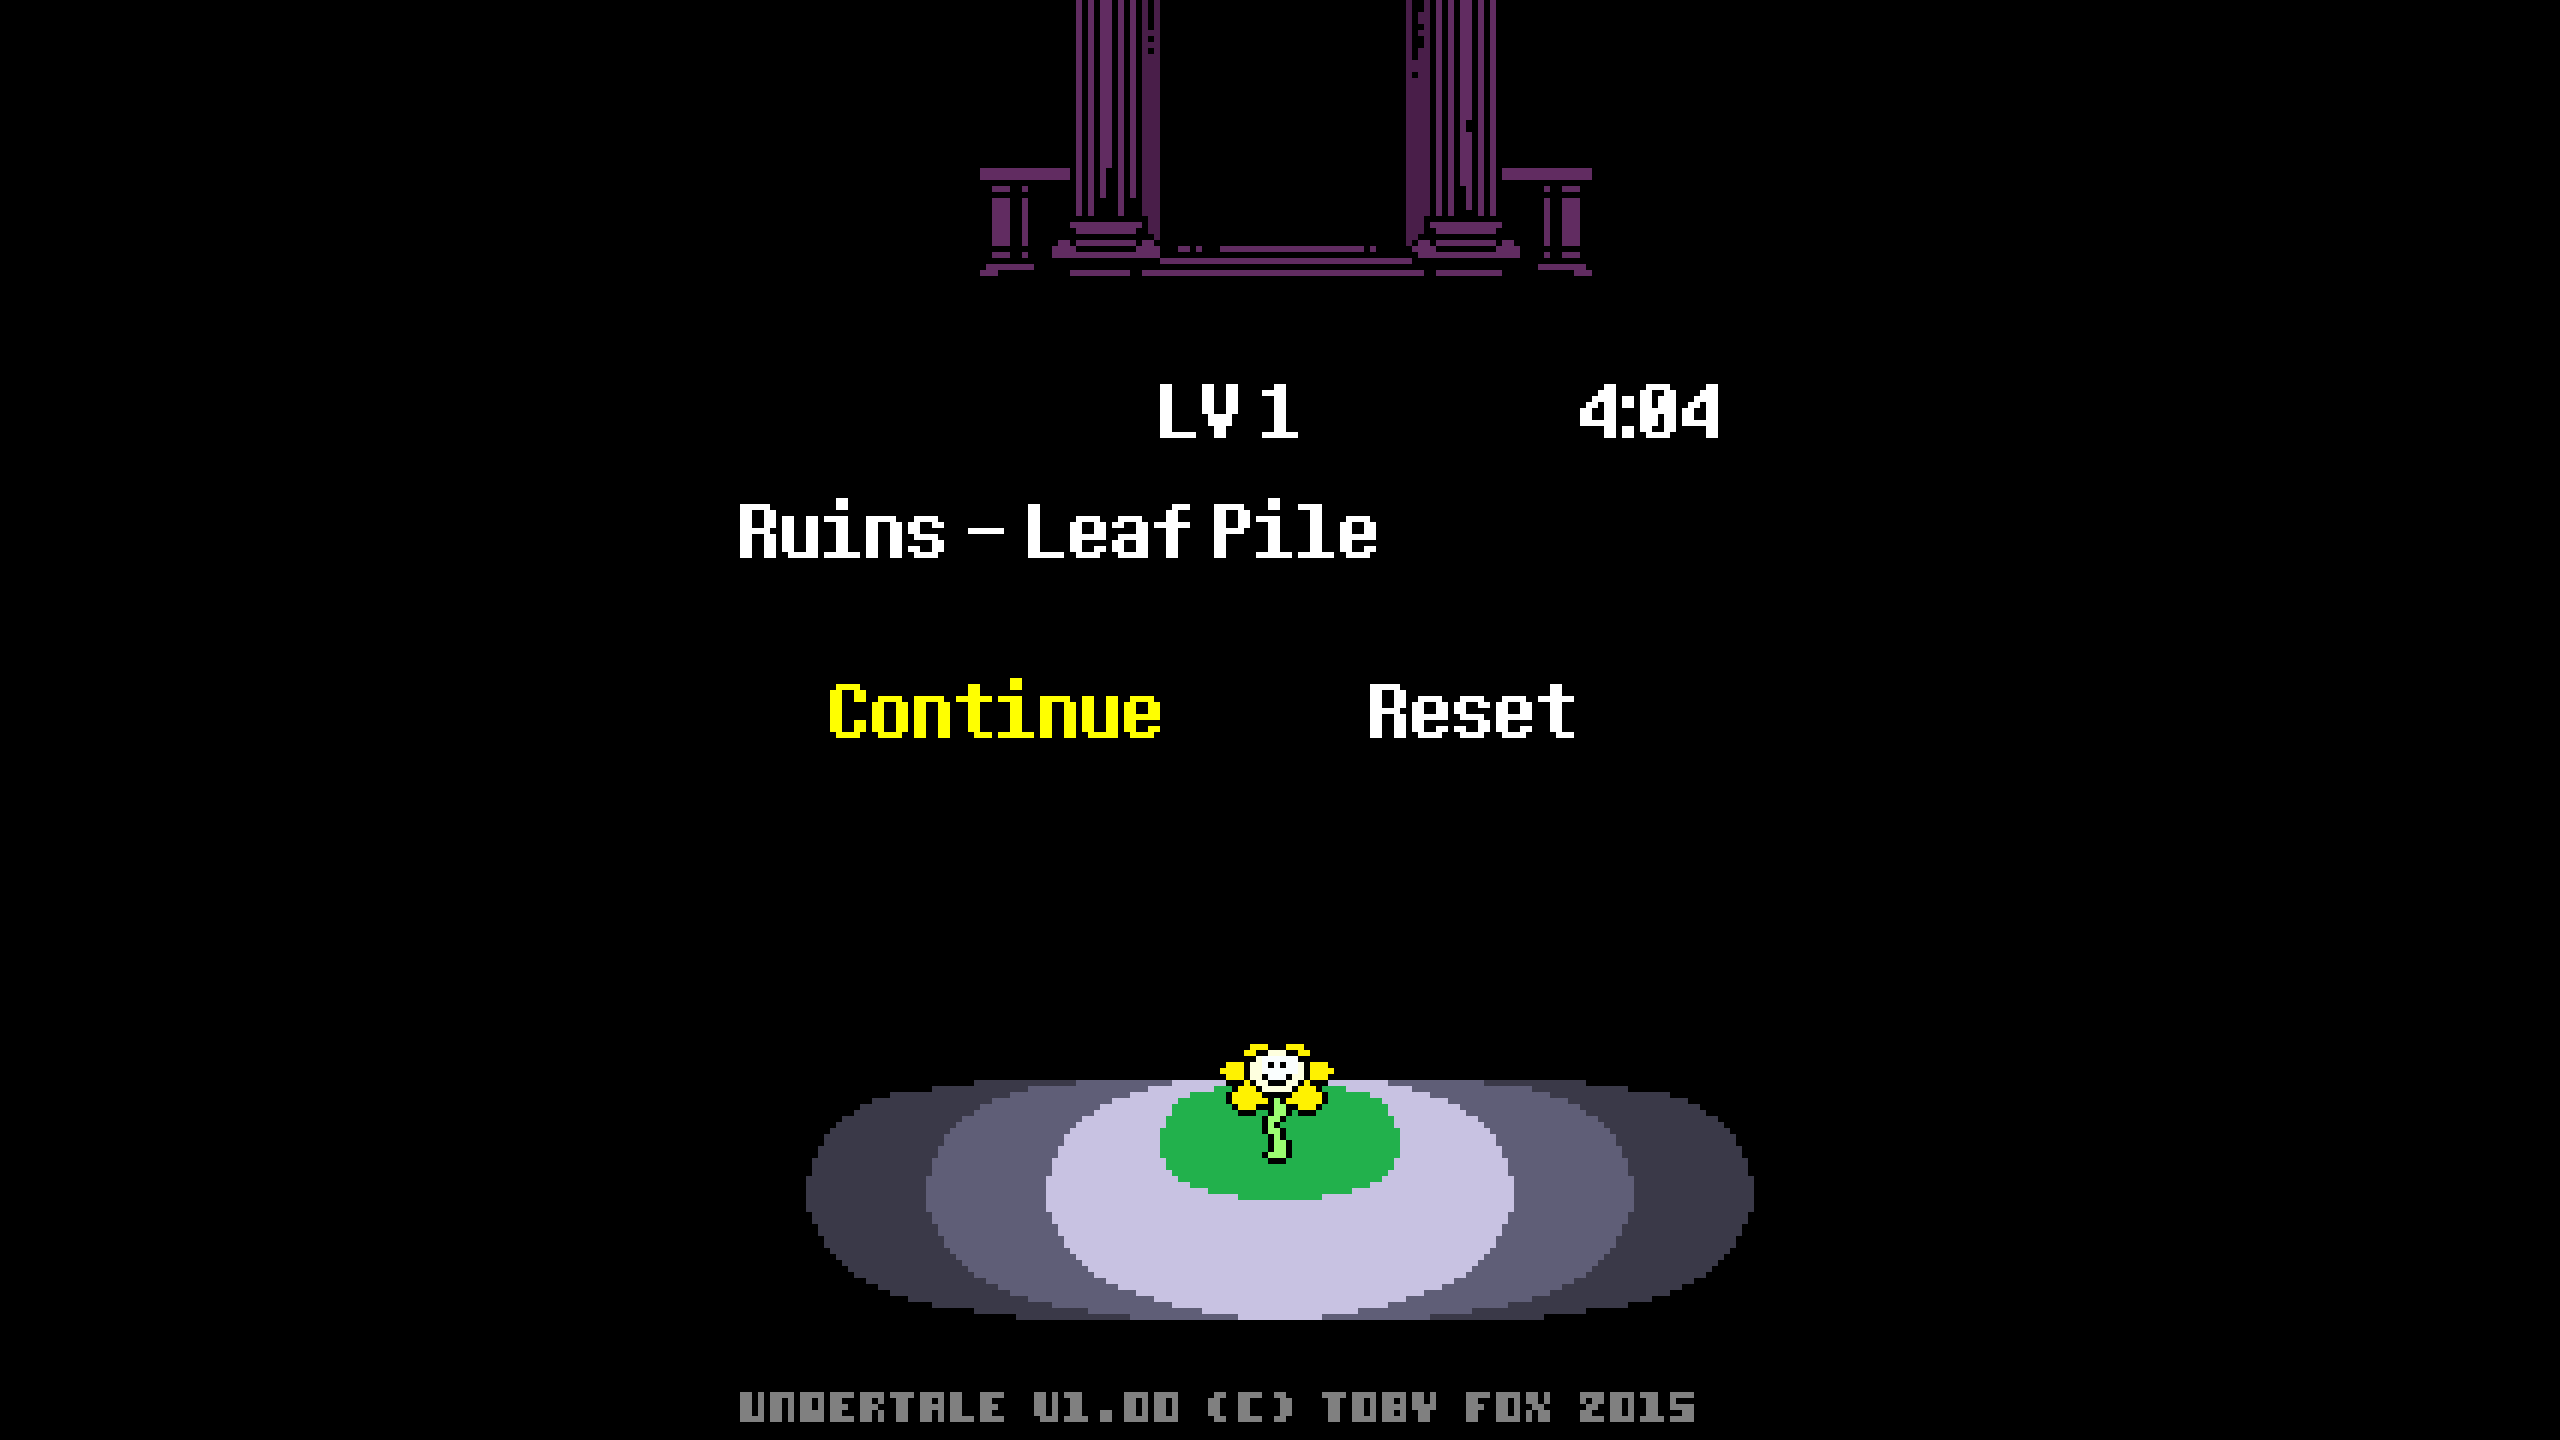 LV 1 4:04
Ruins - Leaf Pile
Continue Reset
UNDERTALE V1.00 (C) TOBY FOX 2015